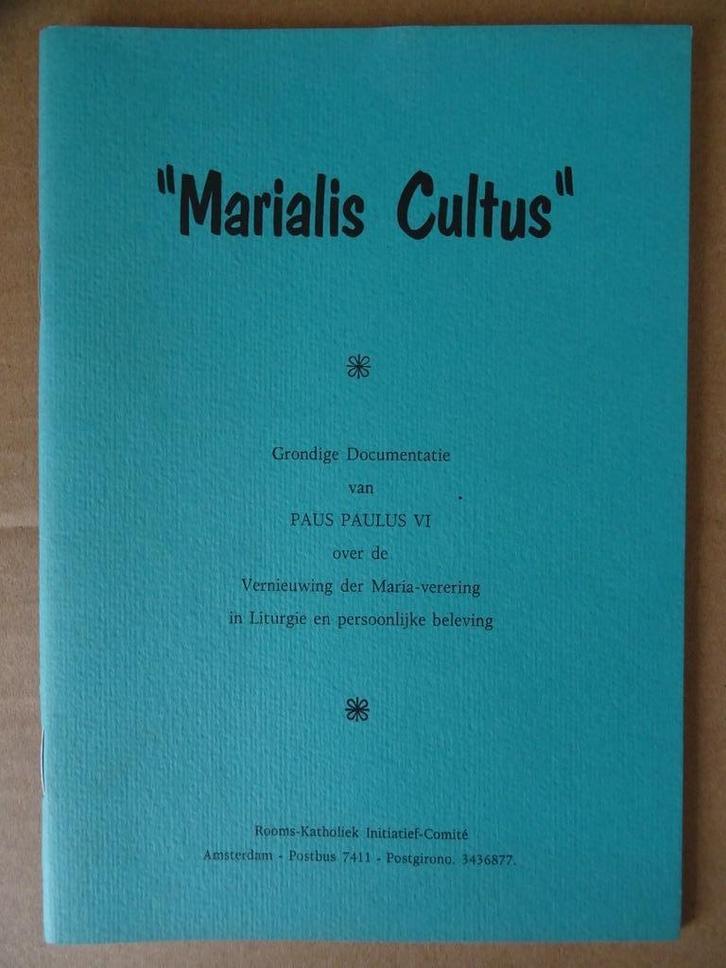 "Marialis Cultus"
Grondige Documentatie
van
PAUS PAULUS VI
over de
Vernieuwing der Maria-verering
in Liturgie en persoonlijke beleving
Rooms-Katholiek Initiatief-Comité
Amsterdam - Postbus 7411 - Postgirono. 3436877.